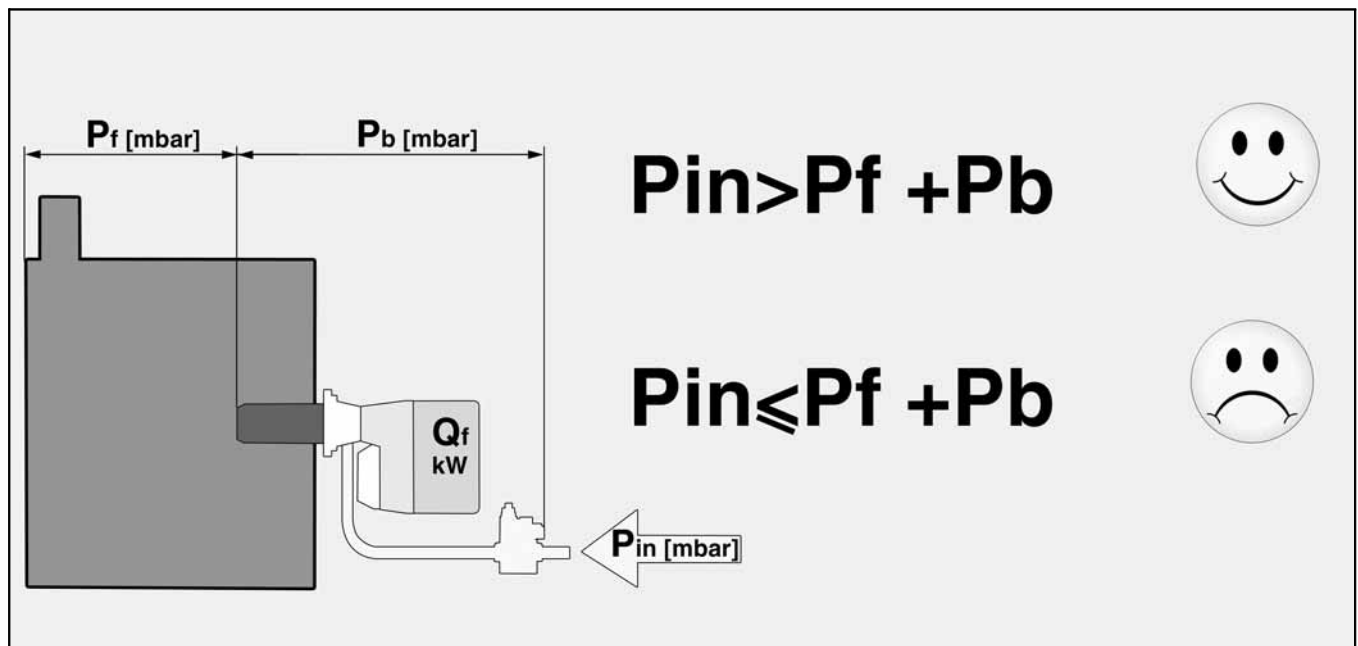 Pf [mbar] Pb [mbar]
Pin>Pf +Pb
Pin⩽Pf +Pb
Qf
kW
Pin [mbar]